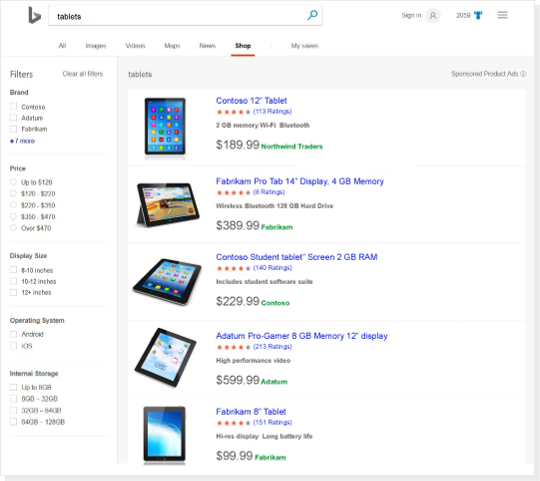 tablets
Sign in
2059
All Images Videos Maps News Shop My saves
Filters Clear all filters
Brand
Contoso
Adatum
Fabrikam
+7 more
Price
Up to $120
$120 - $220
$220 - $350
$350 - $470
Over $470
Display Size
8-10 inches
10-12 inches
12+ inches
Operating System
Android
iOS
Internal Storage
Up to 8GB
8GB – 32GB
32GB – 64GB
64GB – 128GB
tablets Sponsored Product Ads
Contoso 12" Tablet
(113 Ratings)
2 GB memory Wi-Fi Bluetooth
$189.99 Northwind Traders
Fabrikam Pro Tab 14" Display, 4 GB Memory
(8 Ratings)
Wireless Bluetooth 128 GB Hard Drive
$389.99 Fabrikam
Contoso Student tablet" Screen 2 GB RAM
(140 Ratings)
Includes student software suite
$229.99 Contoso
Adatum Pro-Gamer 8 GB Memory 12" display
(213 Ratings)
High performance video
$599.99 Adatum
Fabrikam 8" Tablet
(151 Ratings)
Hi-res display Long battery life
$99.99 Fabrikam